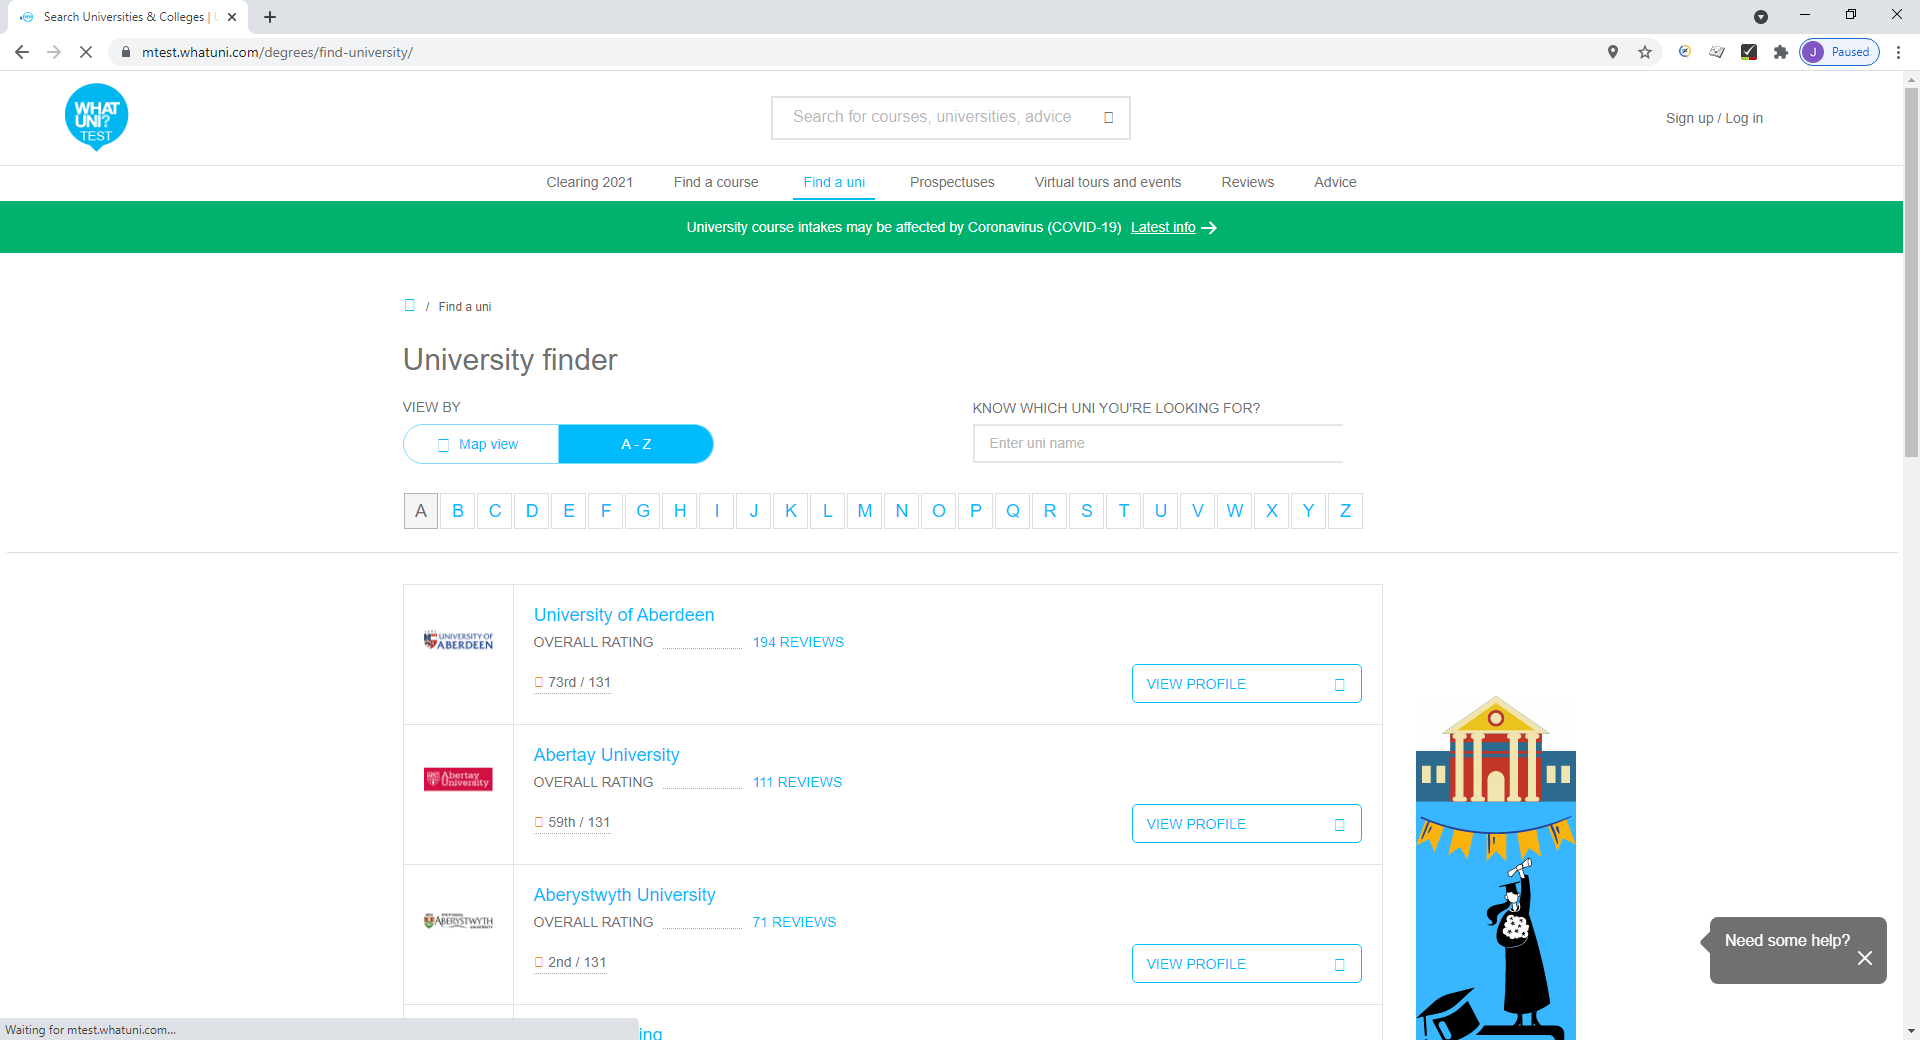 Search Universities & Colleges |
mtest.whatuni.com/degrees/find-university/
J Paused
WHAT
UNI?
TEST
Search for courses, universities, advice
Sign up / Log in
Clearing 2021 Find a course Find a uni Prospectuses Virtual tours and events Reviews Advice
University course intakes may be affected by Coronavirus (COVID-19) Latest info
/ Find a uni
University finder
VIEW BY
KNOW WHICH UNI YOU'RE LOOKING FOR?
Map view A - Z
Enter uni name
A B C D E F G H I J K L M N O P Q R S T U V W X Y Z
UNIVERSITY OF
ABERDEEN
University of Aberdeen
OVERALL RATING 194 REVIEWS
73rd / 131
VIEW PROFILE
Abertay
University
Abertay University
OVERALL RATING 111 REVIEWS
59th / 131
VIEW PROFILE
ABERYSTWYTH
UNIVERSITY
Aberystwyth University
OVERALL RATING 71 REVIEWS
2nd / 131
VIEW PROFILE
Need some help?
Waiting for mtest.whatuni.com...
ing